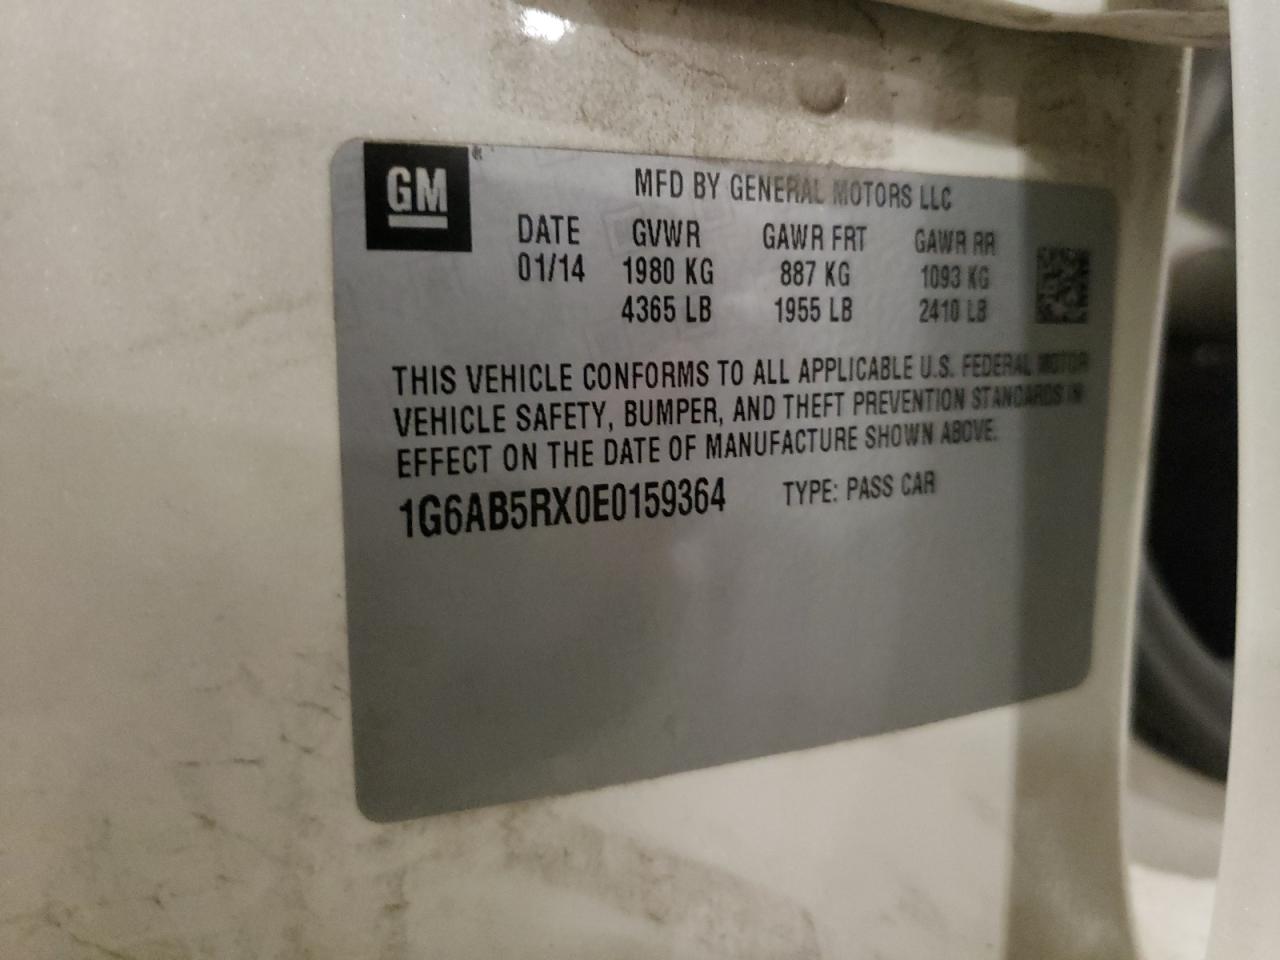 GM ®
MFD BY GENERAL MOTORS LLC
DATE GVWR GAWR FRT GAWR RR
01/14 1980 KG 887 KG 1093 KG
4365 LB 1955 LB 2410 LB
THIS VEHICLE CONFORMS TO ALL APPLICABLE U.S. FEDERAL MOTOR
VEHICLE SAFETY, BUMPER, AND THEFT PREVENTION STANDARDS IN
EFFECT ON THE DATE OF MANUFACTURE SHOWN ABOVE.
1G6AB5RX0E0159364 TYPE: PASS CAR